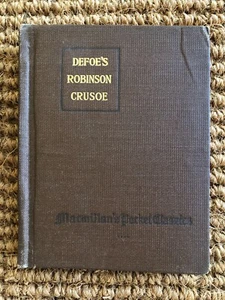 DEFOE'S
ROBINSON
CRUSOE
Macmillan's Pocket Classics